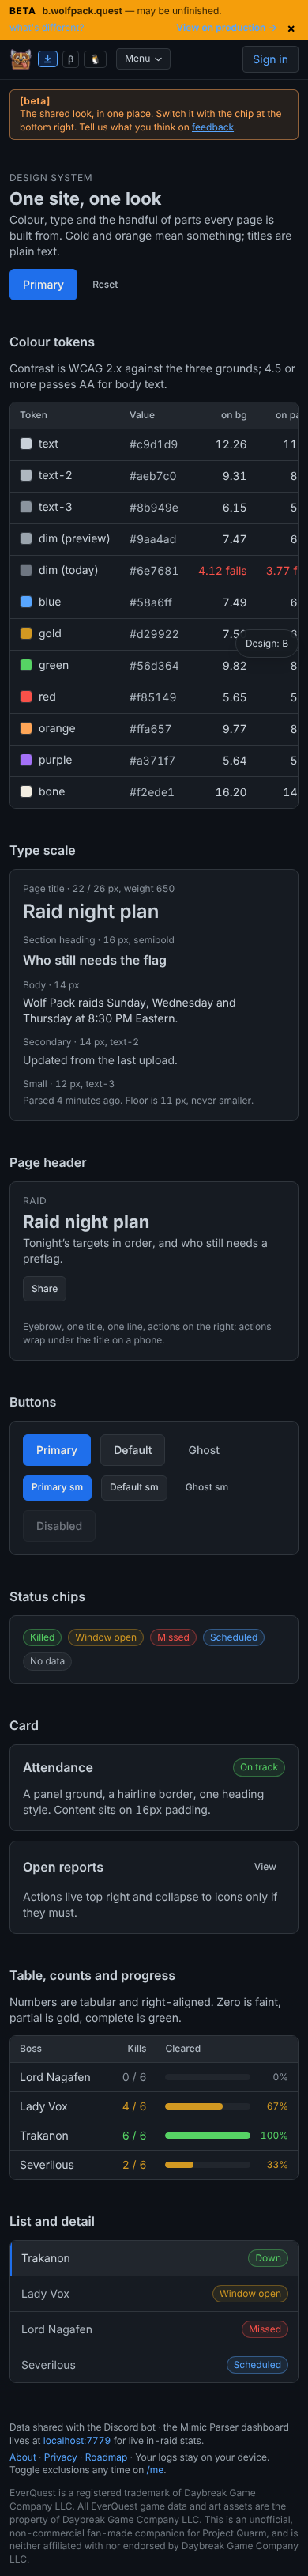 BETA b.wolfpack.quest — may be unfinished.
what's different? View on production → ×
β 🐧 Menu Sign in
[beta]
The shared look, in one place. Switch it with the chip at the
bottom right. Tell us what you think on feedback.
DESIGN SYSTEM
One site, one look
Colour, type and the handful of parts every page is
built from. Gold and orange mean something; titles are
plain text.
Primary Reset
Colour tokens
Contrast is WCAG 2.x against the three grounds; 4.5 or
more passes AA for body text.
Token Value on bg on pa
text #c9d1d9 12.26 11.
text-2 #aeb7c0 9.31 8
text-3 #8b949e 6.15 5
dim (preview) #9aa4ad 7.47 6
dim (today) #6e7681 4.12 fails 3.77 f
blue #58a6ff 7.49 6
gold #d29922 7.5
Design: B
green #56d364 9.82 8
red #f85149 5.65 5
orange #ffa657 9.77 8
purple #a371f7 5.64 5
bone #f2ede1 16.20 14
Type scale
Page title · 22 / 26 px, weight 650
Raid night plan
Section heading · 16 px, semibold
Who still needs the flag
Body · 14 px
Wolf Pack raids Sunday, Wednesday and
Thursday at 8:30 PM Eastern.
Secondary · 14 px, text-2
Updated from the last upload.
Small · 12 px, text-3
Parsed 4 minutes ago. Floor is 11 px, never smaller.
Page header
RAID
Raid night plan
Tonight's targets in order, and who still needs a
preflag.
Share
Eyebrow, one title, one line, actions on the right; actions
wrap under the title on a phone.
Buttons
Primary Default Ghost
Primary sm Default sm Ghost sm
Disabled
Status chips
Killed Window open Missed Scheduled
No data
Card
Attendance On track
A panel ground, a hairline border, one heading
style. Content sits on 16px padding.
Open reports View
Actions live top right and collapse to icons only if
they must.
Table, counts and progress
Numbers are tabular and right-aligned. Zero is faint,
partial is gold, complete is green.
Boss Kills Cleared
Lord Nagafen 0 / 6 0%
Lady Vox 4 / 6 67%
Trakanon 6 / 6 100%
Severilous 2 / 6 33%
List and detail
Trakanon Down
Lady Vox Window open
Lord Nagafen Missed
Severilous Scheduled
Data shared with the Discord bot · the Mimic Parser dashboard
lives at localhost:7779 for live in-raid stats.
About · Privacy · Roadmap · Your logs stay on your device.
Toggle exclusions any time on /me.
EverQuest is a registered trademark of Daybreak Game
Company LLC. All EverQuest game data and art assets are the
property of Daybreak Game Company LLC. This is an unofficial,
non-commercial fan-made companion for Project Quarm, and is
neither affiliated with nor endorsed by Daybreak Game Company
LLC.